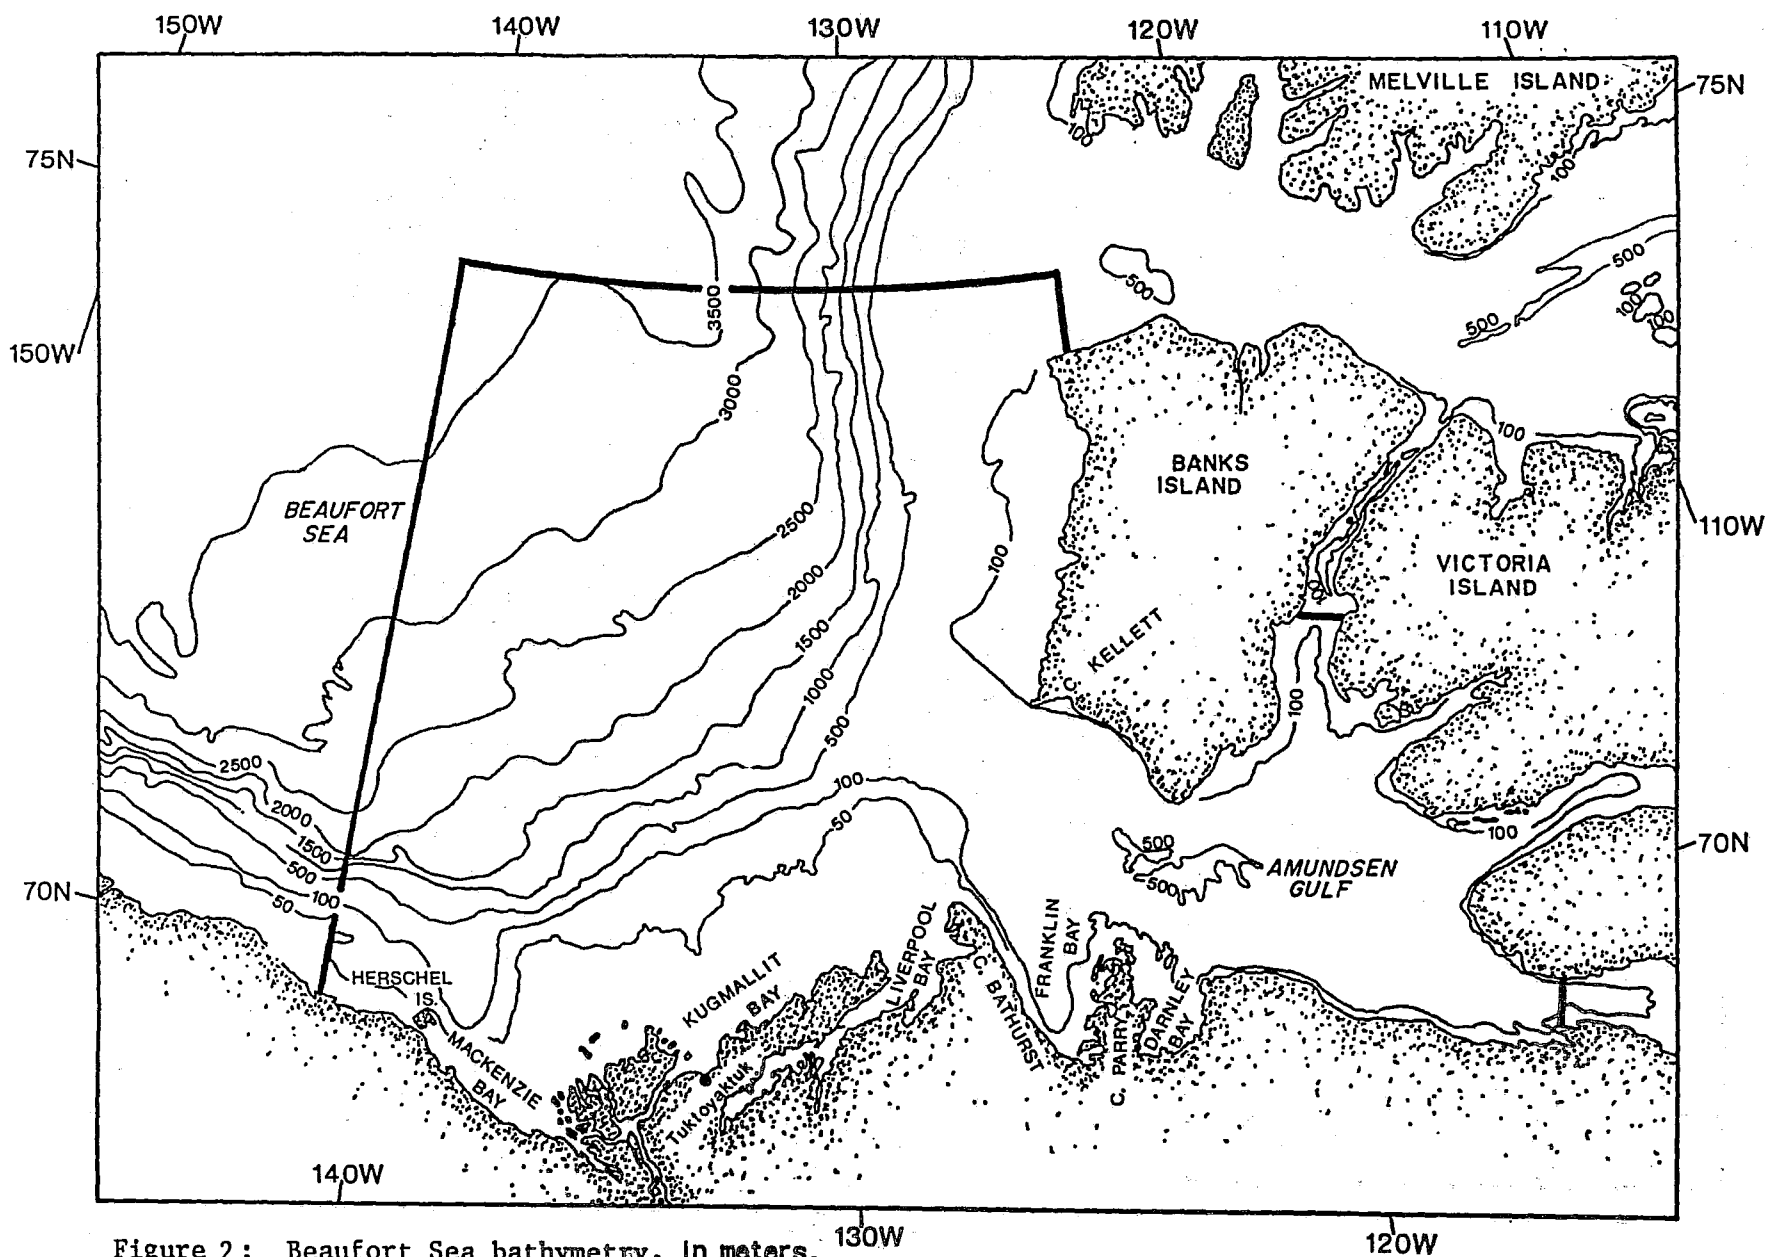 150W 140W 130W 120W 110W
MELVILLE ISLAND
75N
100
75N
100
500
500
100
150W
3500
500
100
3000
100
BANKS
ISLAND
BEAUFORT
SEA
2500
110W
VICTORIA
ISLAND
100
2000
100
1500
C. KELLETT
1000
100
500
2500
100
2000
50
100
70N
1500
500
500
AMUNDSEN
GULF
500
70N
100
50
FRANKLIN
BAY
LIVERPOOL
BAY
HERSCHEL
IS.
KUGMALLIT
BAY
C. BATHURST
DARNLEY
BAY
C. PARRY
MACKENZIE
BAY
Tuktoyaktuk
140W
130W
120W
Figure 2: Beaufort Sea bathymetry, in meters.